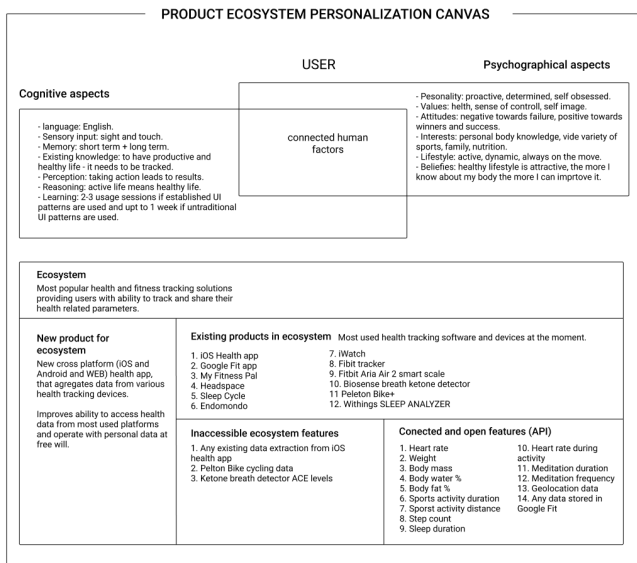 PRODUCT ECOSYSTEM PERSONALIZATION CANVAS
USER
Cognitive aspects
- language: English.
- Sensory input: sight and touch.
- Memory: short term + long term.
- Existing knowledge: to have productive and
healthy life - it needs to be tracked.
- Perception: taking action leads to results.
- Reasoning: active life means healthy life.
- Learning: 2-3 usage sessions if established UI
patterns are used and upt to 1 week if untraditional
UI patterns are used.
connected human
factors
Psychographical aspects
- Pesonality: proactive, determined, self obsessed.
- Values: helth, sense of controll, self image.
- Attitudes: negative towards failure, positive towards
winners and success.
- Interests: personal body knowledge, vide variety of
sports, family, nutrition.
- Lifestyle: active, dynamic, always on the move.
- Beliefies: healthy lifestyle is attractive, the more I
know about my body the more I can imprtove it.
Ecosystem
Most popular health and fitness tracking solutions
providing users with ability to track and share their
health related parameters.
New product for
ecosystem
New cross platform (iOS and
Android and WEB) health app,
that agregates data from various
health tracking devices.
Improves ability to access health
data from most used platforms
and operate with personal data at
free will.
Existing products in ecosystem Most used health tracking software and devices at the moment.
1. iOS Health app
2. Google Fit app
3. My Fitness Pal
4. Headspace
5. Sleep Cycle
6. Endomondo
7. iWatch
8. Fibit tracker
9. Fitbit Aria Air 2 smart scale
10. Biosense breath ketone detector
11 Peleton Bike+
12. Withings SLEEP ANALYZER
Inaccessible ecosystem features
1. Any existing data extraction from iOS
health app
2. Pelton Bike cycling data
3. Ketone breath detector ACE levels
Conected and open features (API)
1. Heart rate
2. Weight
3. Body mass
4. Body water %
5. Body fat %
6. Sports activity duration
7. Sporst activity distance
8. Step count
9. Sleep duration
10. Heart rate during
activity
11. Meditation duration
12. Meditation frequency
13. Geolocation data
14. Any data stored in
Google Fit